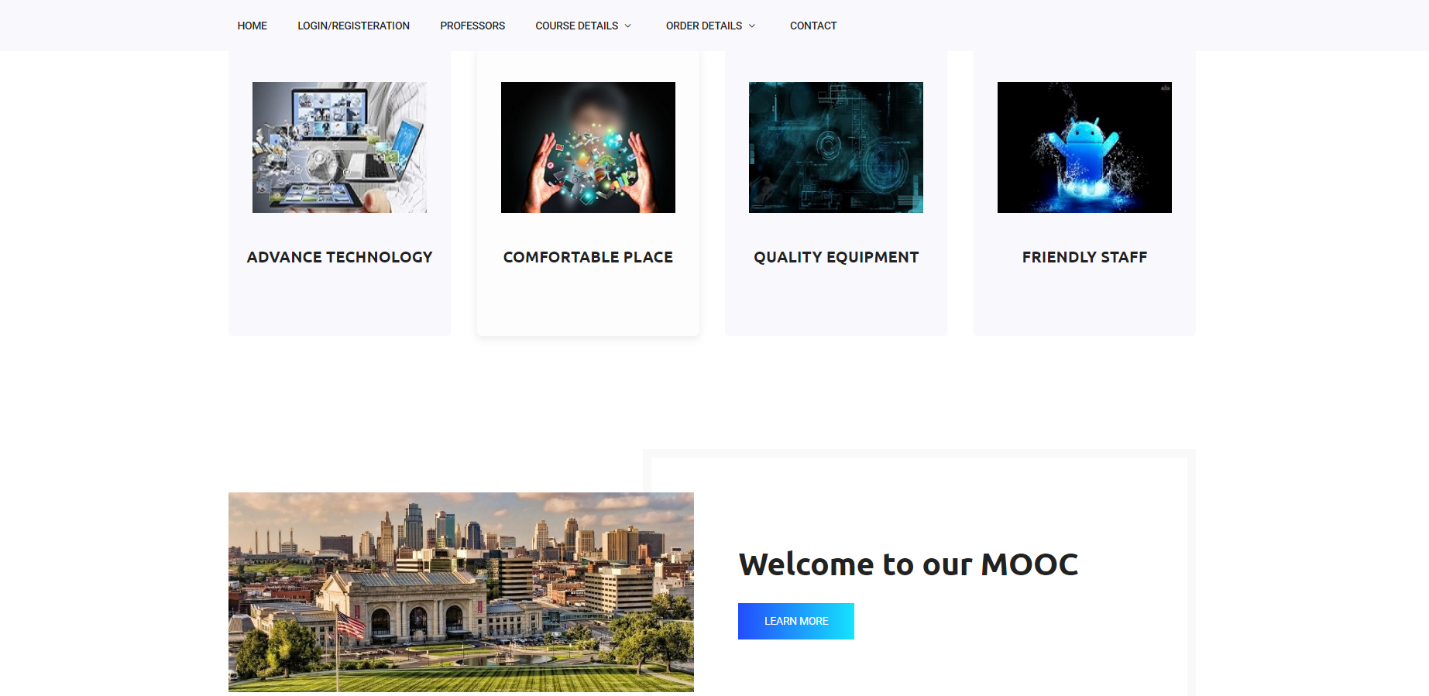 HOME LOGIN/REGISTERATION PROFESSORS COURSE DETAILS ORDER DETAILS CONTACT
ADVANCE TECHNOLOGY
COMFORTABLE PLACE
QUALITY EQUIPMENT
FRIENDLY STAFF
Welcome to our MOOC
LEARN MORE